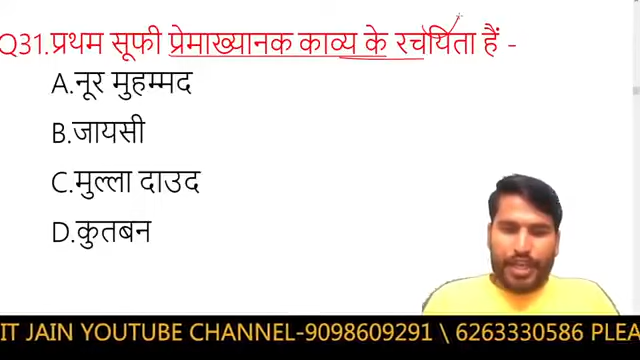 Q31.प्रथम सूफी प्रेमाख्यानक काव्य के रचयिता हैं -
A.नूर मुहम्मद
B.जायसी
C.मुल्ला दाउद
D.कुतबन
IT JAIN YOUTUBE CHANNEL-9098609291 \ 6263330586 PLEA